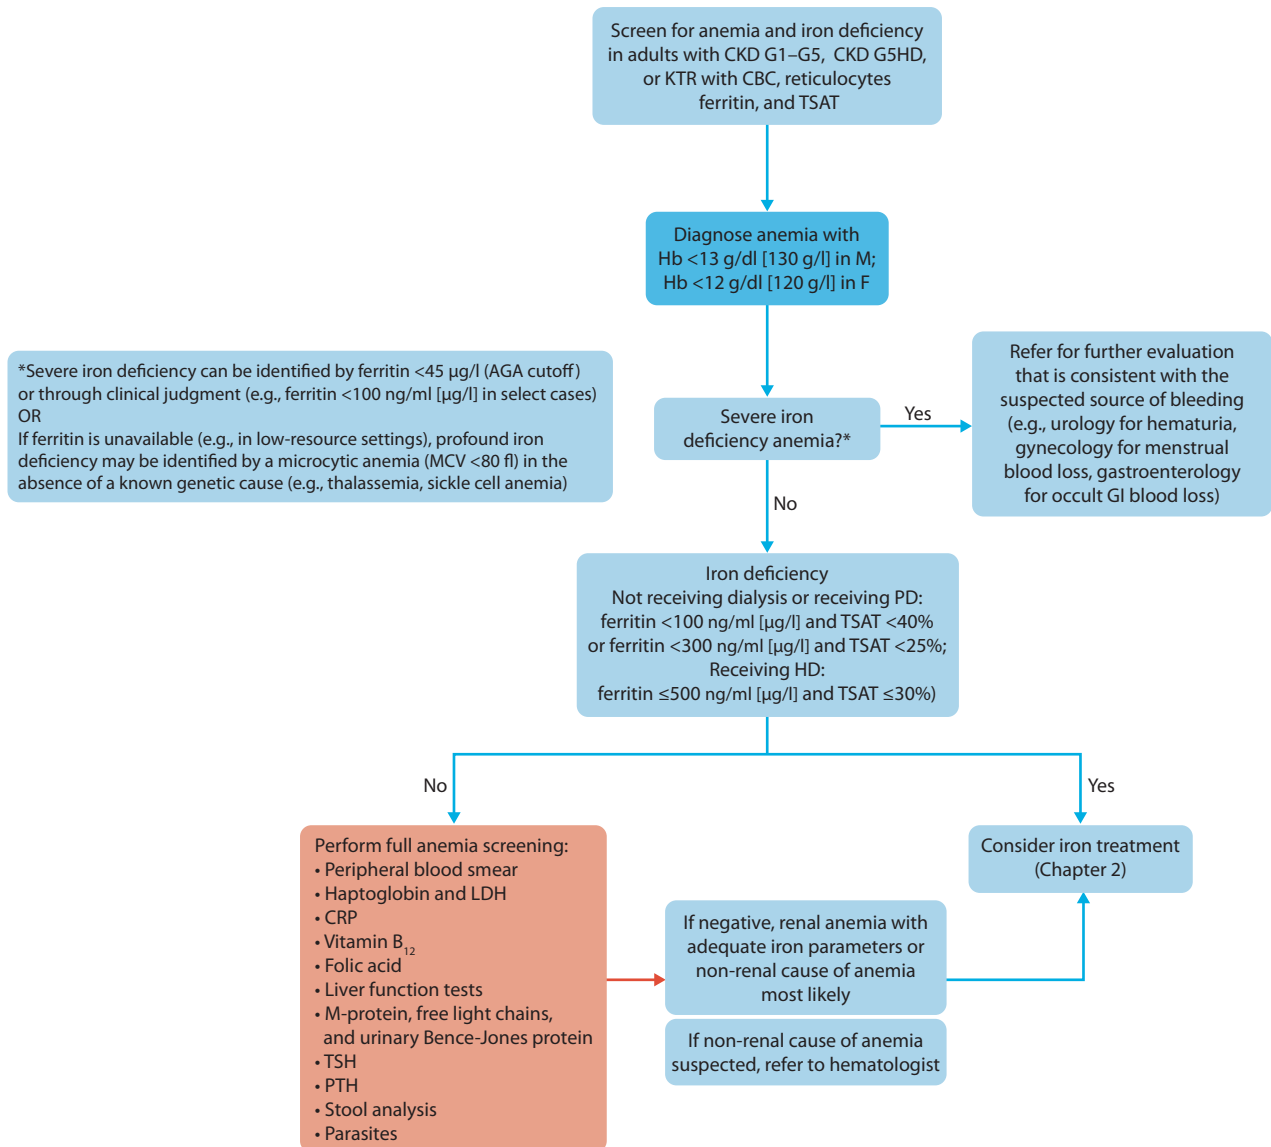 Screen for anemia and iron deficiency
in adults with CKD G1–G5, CKD G5HD,
or KTR with CBC, reticulocytes
ferritin, and TSAT
Diagnose anemia with
Hb <13 g/dl [130 g/l] in M;
Hb <12 g/dl [120 g/l] in F
*Severe iron deficiency can be identified by ferritin <45 µg/l (AGA cutoff)
or through clinical judgment (e.g., ferritin <100 ng/ml [µg/l] in select cases)
OR
If ferritin is unavailable (e.g., in low-resource settings), profound iron
deficiency may be identified by a microcytic anemia (MCV <80 fl) in the
absence of a known genetic cause (e.g., thalassemia, sickle cell anemia)
Severe iron
deficiency anemia?*
Yes
Refer for further evaluation
that is consistent with the
suspected source of bleeding
(e.g., urology for hematuria,
gynecology for menstrual
blood loss, gastroenterology
for occult GI blood loss)
No
Iron deficiency
Not receiving dialysis or receiving PD:
ferritin <100 ng/ml [µg/l] and TSAT <40%
or ferritin <300 ng/ml [µg/l] and TSAT <25%;
Receiving HD:
ferritin ≤500 ng/ml [µg/l] and TSAT ≤30%)
No
Yes
Perform full anemia screening:
• Peripheral blood smear
• Haptoglobin and LDH
• CRP
• Vitamin B12
• Folic acid
• Liver function tests
• M-protein, free light chains,
and urinary Bence-Jones protein
• TSH
• PTH
• Stool analysis
• Parasites
If negative, renal anemia with
adequate iron parameters or
non-renal cause of anemia
most likely
If non-renal cause of anemia
suspected, refer to hematologist
Consider iron treatment
(Chapter 2)